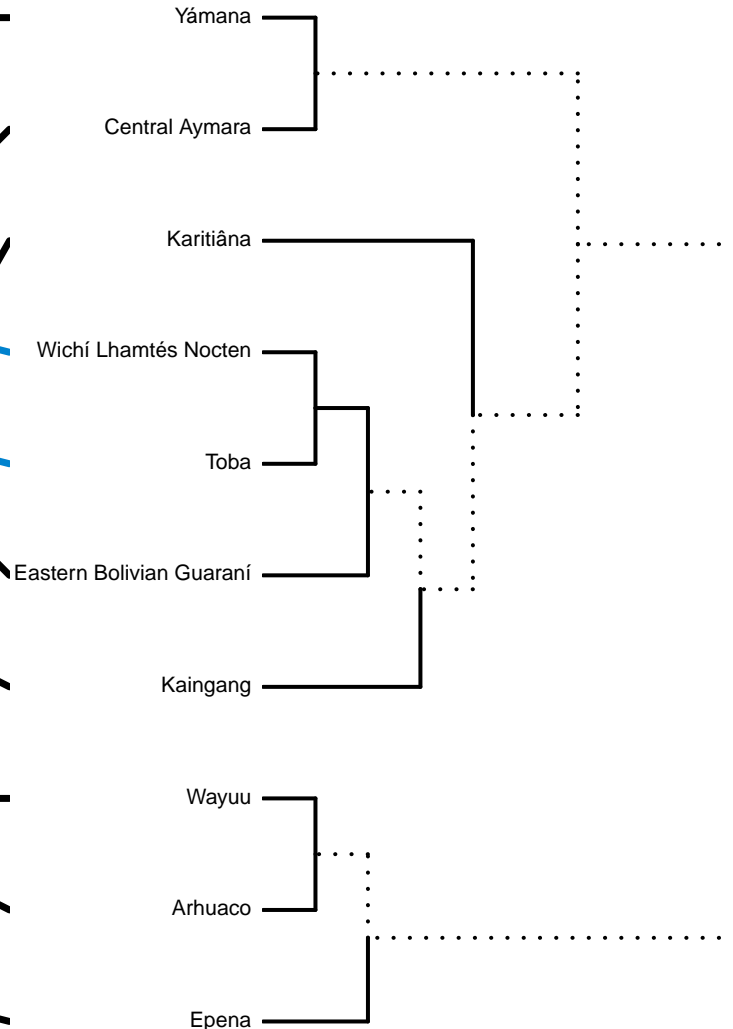 Yámana
Central Aymara
Karitiâna
Wichí Lhamtés Nocten
Toba
Eastern Bolivian Guaraní
Kaingang
Wayuu
Arhuaco
Epena